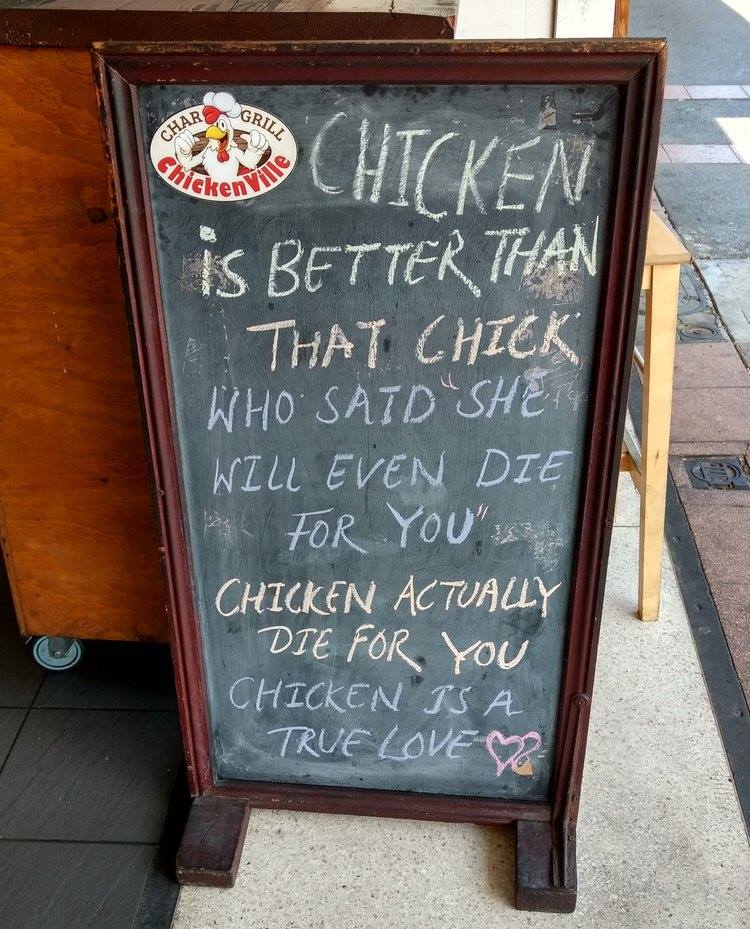 CHAR GRILL
ChickenVille
CHICKEN
is BETTER THAN
THAT CHICK
WHO SAID "SHE
WILL EVEN DIE
FOR YOU"
CHICKEN ACTUALLY
DIE FOR YOU
CHICKEN IS A
TRUE LOVE